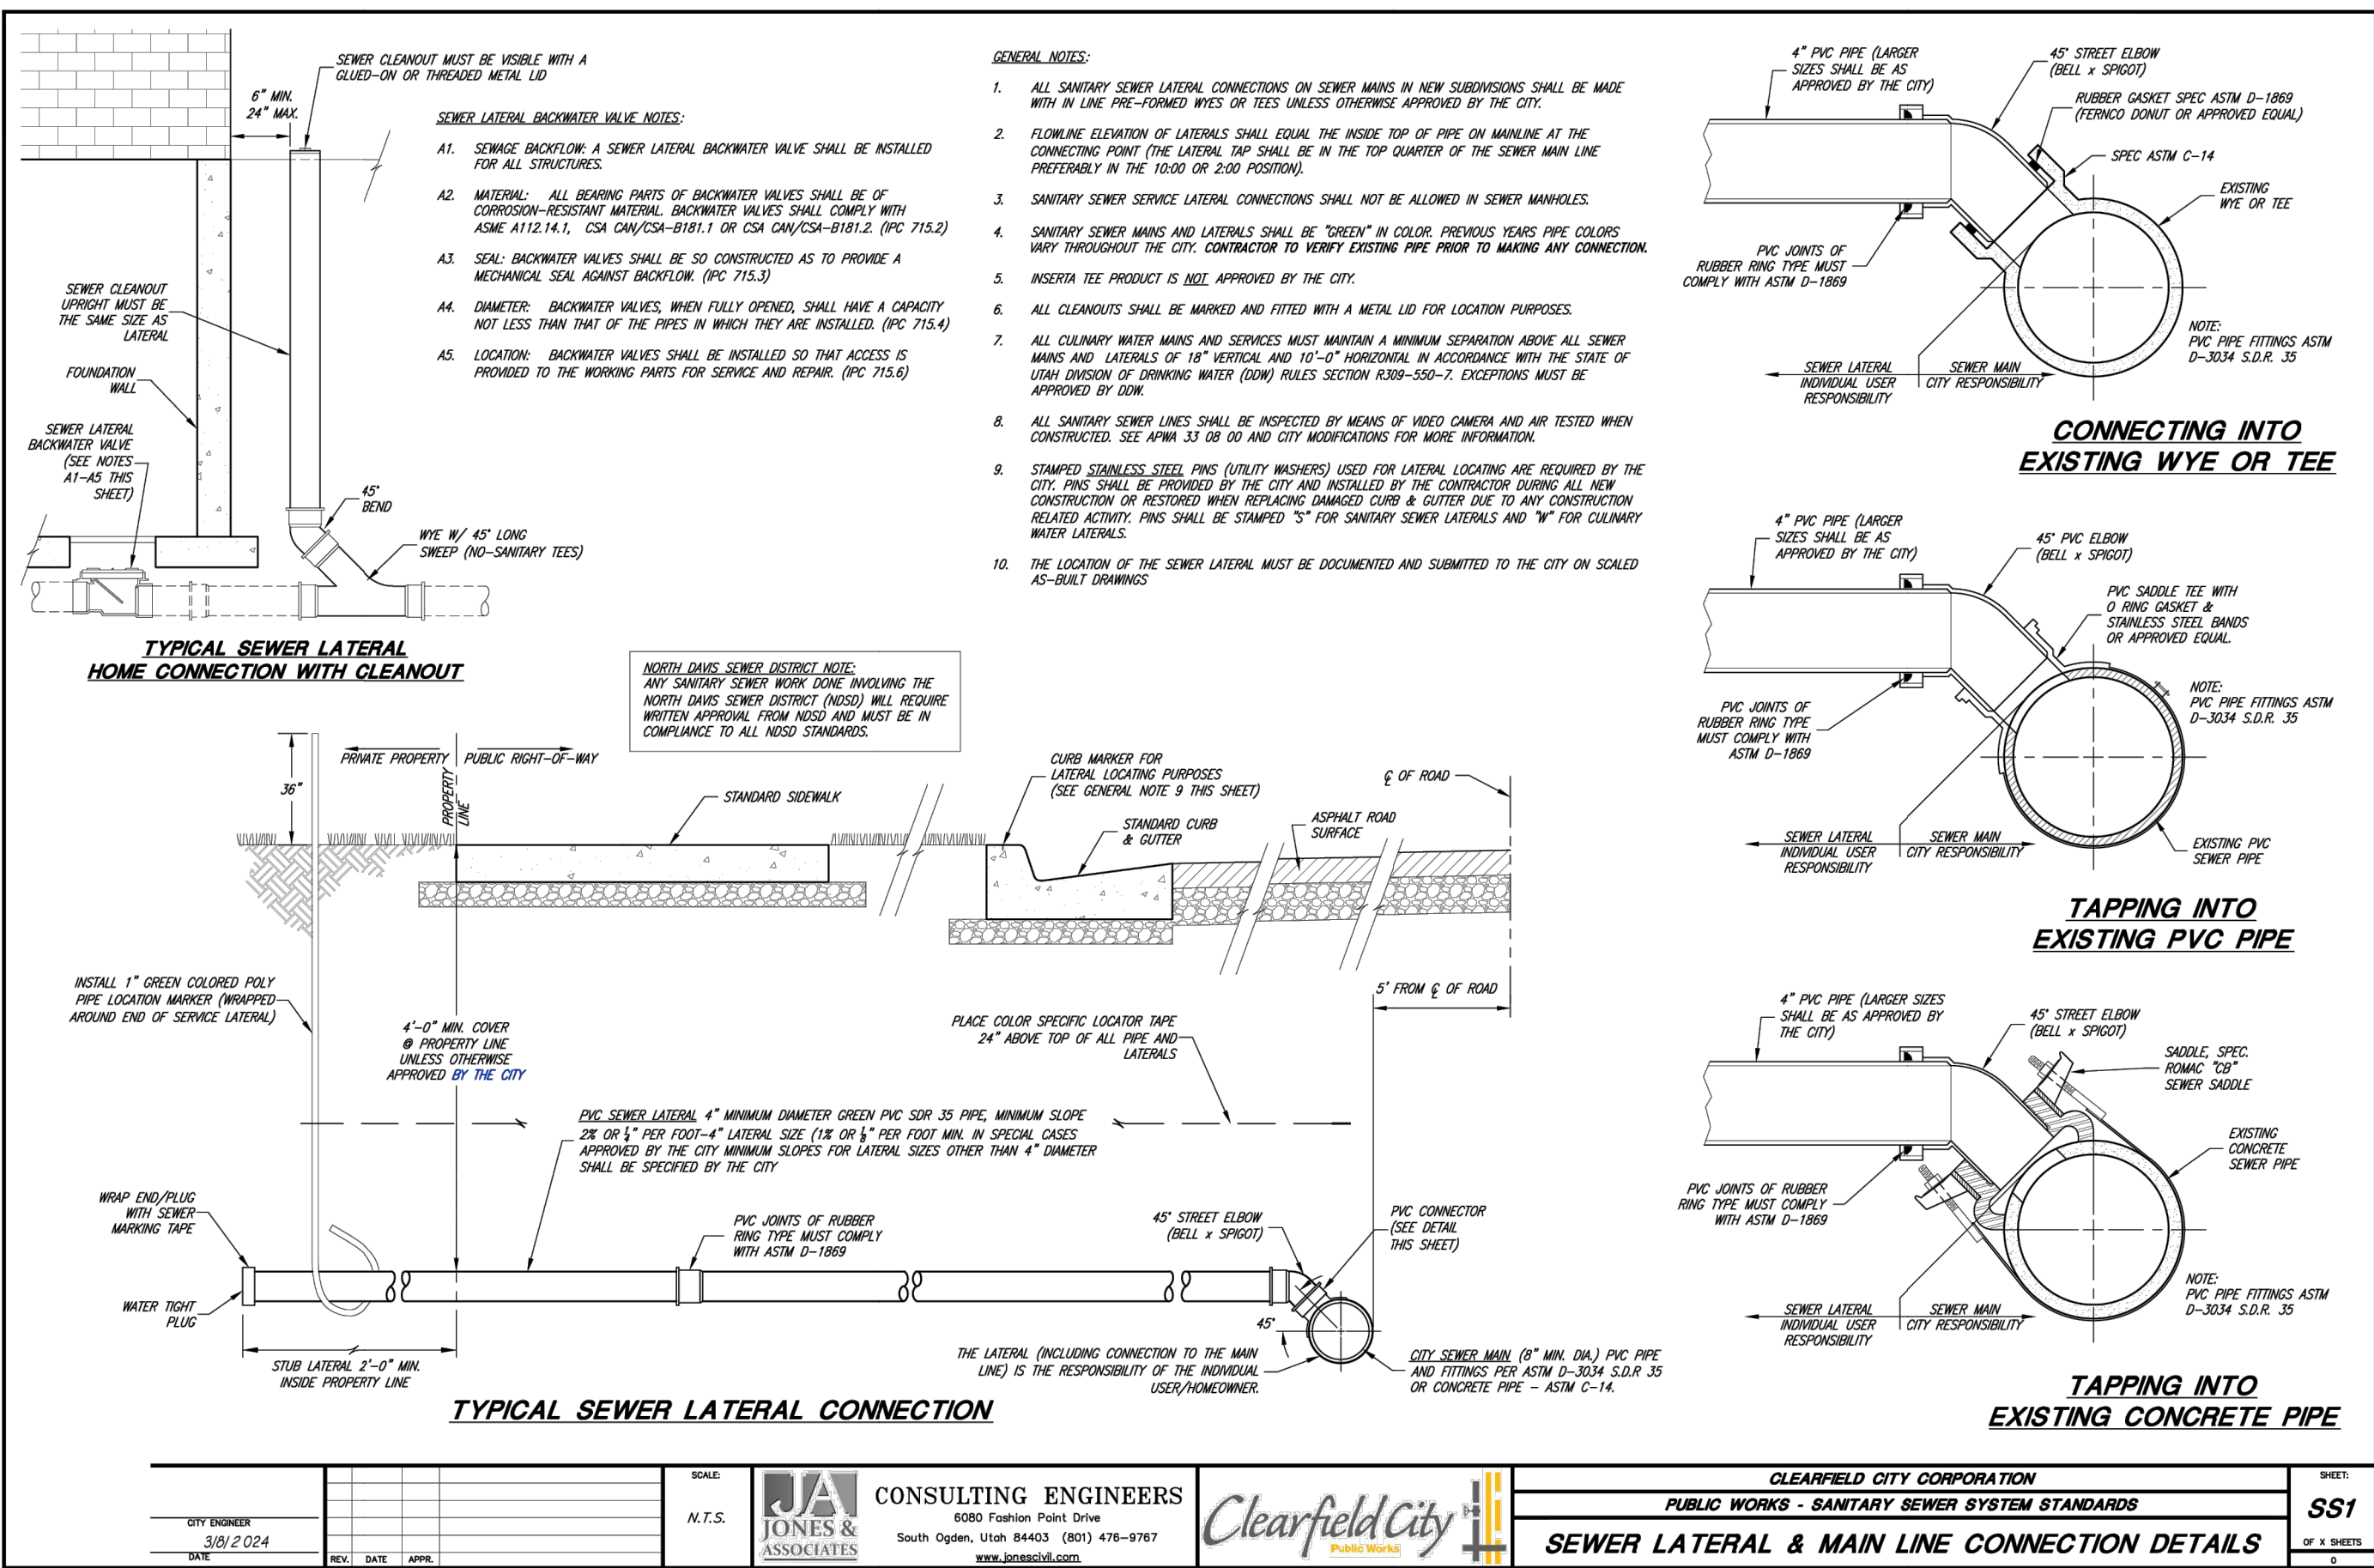 SEWER CLEANOUT MUST BE VISIBLE WITH A
GLUED-ON OR THREADED METAL LID
6" MIN.
24" MAX.
SEWER LATERAL BACKWATER VALVE NOTES:
A1. SEWAGE BACKFLOW: A SEWER LATERAL BACKWATER VALVE SHALL BE INSTALLED
FOR ALL STRUCTURES.
A2. MATERIAL: ALL BEARING PARTS OF BACKWATER VALVES SHALL BE OF
CORROSION-RESISTANT MATERIAL. BACKWATER VALVES SHALL COMPLY WITH
ASME A112.14.1, CSA CAN/CSA-B181.1 OR CSA CAN/CSA-B181.2. (IPC 715.2)
A3. SEAL: BACKWATER VALVES SHALL BE SO CONSTRUCTED AS TO PROVIDE A
MECHANICAL SEAL AGAINST BACKFLOW. (IPC 715.3)
A4. DIAMETER: BACKWATER VALVES, WHEN FULLY OPENED, SHALL HAVE A CAPACITY
NOT LESS THAN THAT OF THE PIPES IN WHICH THEY ARE INSTALLED. (IPC 715.4)
A5. LOCATION: BACKWATER VALVES SHALL BE INSTALLED SO THAT ACCESS IS
PROVIDED TO THE WORKING PARTS FOR SERVICE AND REPAIR. (IPC 715.6)
SEWER CLEANOUT
UPRIGHT MUST BE
THE SAME SIZE AS
LATERAL
FOUNDATION
WALL
SEWER LATERAL
BACKWATER VALVE
(SEE NOTES
A1-A5 THIS
SHEET)
45°
BEND
WYE W/ 45° LONG
SWEEP (NO-SANITARY TEES)
TYPICAL SEWER LATERAL
HOME CONNECTION WITH CLEANOUT
GENERAL NOTES:
1. ALL SANITARY SEWER LATERAL CONNECTIONS ON SEWER MAINS IN NEW SUBDIVISIONS SHALL BE MADE
WITH IN LINE PRE-FORMED WYES OR TEES UNLESS OTHERWISE APPROVED BY THE CITY.
2. FLOWLINE ELEVATION OF LATERALS SHALL EQUAL THE INSIDE TOP OF PIPE ON MAINLINE AT THE
CONNECTING POINT (THE LATERAL TAP SHALL BE IN THE TOP QUARTER OF THE SEWER MAIN LINE
PREFERABLY IN THE 10:00 OR 2:00 POSITION).
3. SANITARY SEWER SERVICE LATERAL CONNECTIONS SHALL NOT BE ALLOWED IN SEWER MANHOLES.
4. SANITARY SEWER MAINS AND LATERALS SHALL BE "GREEN" IN COLOR. PREVIOUS YEARS PIPE COLORS
VARY THROUGHOUT THE CITY. CONTRACTOR TO VERIFY EXISTING PIPE PRIOR TO MAKING ANY CONNECTION.
5. INSERTA TEE PRODUCT IS NOT APPROVED BY THE CITY.
6. ALL CLEANOUTS SHALL BE MARKED AND FITTED WITH A METAL LID FOR LOCATION PURPOSES.
7. ALL CULINARY WATER MAINS AND SERVICES MUST MAINTAIN A MINIMUM SEPARATION ABOVE ALL SEWER
MAINS AND LATERALS OF 18" VERTICAL AND 10'-0" HORIZONTAL IN ACCORDANCE WITH THE STATE OF
UTAH DIVISION OF DRINKING WATER (DDW) RULES SECTION R309-550-7. EXCEPTIONS MUST BE
APPROVED BY DDW.
8. ALL SANITARY SEWER LINES SHALL BE INSPECTED BY MEANS OF VIDEO CAMERA AND AIR TESTED WHEN
CONSTRUCTED. SEE APWA 33 08 00 AND CITY MODIFICATIONS FOR MORE INFORMATION.
9. STAMPED STAINLESS STEEL PINS (UTILITY WASHERS) USED FOR LATERAL LOCATING ARE REQUIRED BY THE
CITY. PINS SHALL BE PROVIDED BY THE CITY AND INSTALLED BY THE CONTRACTOR DURING ALL NEW
CONSTRUCTION OR RESTORED WHEN REPLACING DAMAGED CURB & GUTTER DUE TO ANY CONSTRUCTION
RELATED ACTIVITY. PINS SHALL BE STAMPED "S" FOR SANITARY SEWER LATERALS AND "W" FOR CULINARY
WATER LATERALS.
10. THE LOCATION OF THE SEWER LATERAL MUST BE DOCUMENTED AND SUBMITTED TO THE CITY ON SCALED
AS-BUILT DRAWINGS
4" PVC PIPE (LARGER
SIZES SHALL BE AS
APPROVED BY THE CITY)
45° STREET ELBOW
(BELL x SPIGOT)
RUBBER GASKET SPEC ASTM D-1869
(FERNCO DONUT OR APPROVED EQUAL)
SPEC ASTM C-14
EXISTING
WYE OR TEE
PVC JOINTS OF
RUBBER RING TYPE MUST
COMPLY WITH ASTM D-1869
NOTE:
PVC PIPE FITTINGS ASTM
D-3034 S.D.R. 35
SEWER LATERAL
INDIVIDUAL USER
RESPONSIBILITY
SEWER MAIN
CITY RESPONSIBILITY
CONNECTING INTO
EXISTING WYE OR TEE
4" PVC PIPE (LARGER
SIZES SHALL BE AS
APPROVED BY THE CITY)
45° PVC ELBOW
(BELL x SPIGOT)
PVC SADDLE TEE WITH
O RING GASKET &
STAINLESS STEEL BANDS
OR APPROVED EQUAL.
PVC JOINTS OF
RUBBER RING TYPE
MUST COMPLY WITH
ASTM D-1869
NOTE:
PVC PIPE FITTINGS ASTM
D-3034 S.D.R. 35
SEWER LATERAL
INDIVIDUAL USER
RESPONSIBILITY
SEWER MAIN
CITY RESPONSIBILITY
EXISTING PVC
SEWER PIPE
TAPPING INTO
EXISTING PVC PIPE
4" PVC PIPE (LARGER SIZES
SHALL BE AS APPROVED BY
THE CITY)
45° STREET ELBOW
(BELL x SPIGOT)
SADDLE, SPEC.
ROMAC "CB"
SEWER SADDLE
EXISTING
CONCRETE
SEWER PIPE
PVC JOINTS OF RUBBER
RING TYPE MUST COMPLY
WITH ASTM D-1869
NOTE:
PVC PIPE FITTINGS ASTM
D-3034 S.D.R. 35
SEWER LATERAL
INDIVIDUAL USER
RESPONSIBILITY
SEWER MAIN
CITY RESPONSIBILITY
TAPPING INTO
EXISTING CONCRETE PIPE
NORTH DAVIS SEWER DISTRICT NOTE:
ANY SANITARY SEWER WORK DONE INVOLVING THE
NORTH DAVIS SEWER DISTRICT (NDSD) WILL REQUIRE
WRITTEN APPROVAL FROM NDSD AND MUST BE IN
COMPLIANCE TO ALL NDSD STANDARDS.
36"
PRIVATE PROPERTY
PUBLIC RIGHT-OF-WAY
PROPERTY
LINE
STANDARD SIDEWALK
CURB MARKER FOR
LATERAL LOCATING PURPOSES
(SEE GENERAL NOTE 9 THIS SHEET)
STANDARD CURB
& GUTTER
ASPHALT ROAD
SURFACE
℄ OF ROAD
5' FROM ℄ OF ROAD
INSTALL 1" GREEN COLORED POLY
PIPE LOCATION MARKER (WRAPPED
AROUND END OF SERVICE LATERAL)
4'-0" MIN. COVER
@ PROPERTY LINE
UNLESS OTHERWISE
APPROVED BY THE CITY
PLACE COLOR SPECIFIC LOCATOR TAPE
24" ABOVE TOP OF ALL PIPE AND
LATERALS
PVC SEWER LATERAL 4" MINIMUM DIAMETER GREEN PVC SDR 35 PIPE, MINIMUM SLOPE
2% OR 1/4" PER FOOT-4" LATERAL SIZE (1% OR 1/8" PER FOOT MIN. IN SPECIAL CASES
APPROVED BY THE CITY MINIMUM SLOPES FOR LATERAL SIZES OTHER THAN 4" DIAMETER
SHALL BE SPECIFIED BY THE CITY
WRAP END/PLUG
WITH SEWER
MARKING TAPE
WATER TIGHT
PLUG
PVC JOINTS OF RUBBER
RING TYPE MUST COMPLY
WITH ASTM D-1869
45° STREET ELBOW
(BELL x SPIGOT)
PVC CONNECTOR
(SEE DETAIL
THIS SHEET)
45°
STUB LATERAL 2'-0" MIN.
INSIDE PROPERTY LINE
THE LATERAL (INCLUDING CONNECTION TO THE MAIN
LINE) IS THE RESPONSIBILITY OF THE INDIVIDUAL
USER/HOMEOWNER.
CITY SEWER MAIN (8" MIN. DIA.) PVC PIPE
AND FITTINGS PER ASTM D-3034 S.D.R 35
OR CONCRETE PIPE - ASTM C-14.
TYPICAL SEWER LATERAL CONNECTION
CITY ENGINEER
3/8/2024
DATE
REV. DATE APPR.
SCALE:
N.T.S.
JA
JONES &
ASSOCIATES
CONSULTING ENGINEERS
6080 Fashion Point Drive
South Ogden, Utah 84403 (801) 476-9767
www.jonescivil.com
Clearfield City
Public Works
CLEARFIELD CITY CORPORATION
PUBLIC WORKS - SANITARY SEWER SYSTEM STANDARDS
SEWER LATERAL & MAIN LINE CONNECTION DETAILS
SHEET:
SS1
OF X SHEETS
0